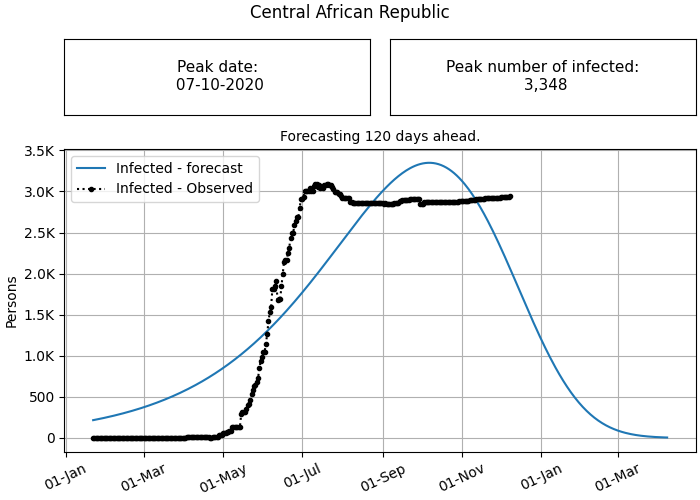 Central African Republic
Peak date:
07-10-2020
Peak number of infected:
3,348
Forecasting 120 days ahead.
3.5K
3.0K
2.5K
2.0K
1.5K
1.0K
500
0
Persons
Infected - forecast
Infected - Observed
01-Jan
01-Mar
01-May
01-Jul
01-Sep
01-Nov
01-Jan
01-Mar